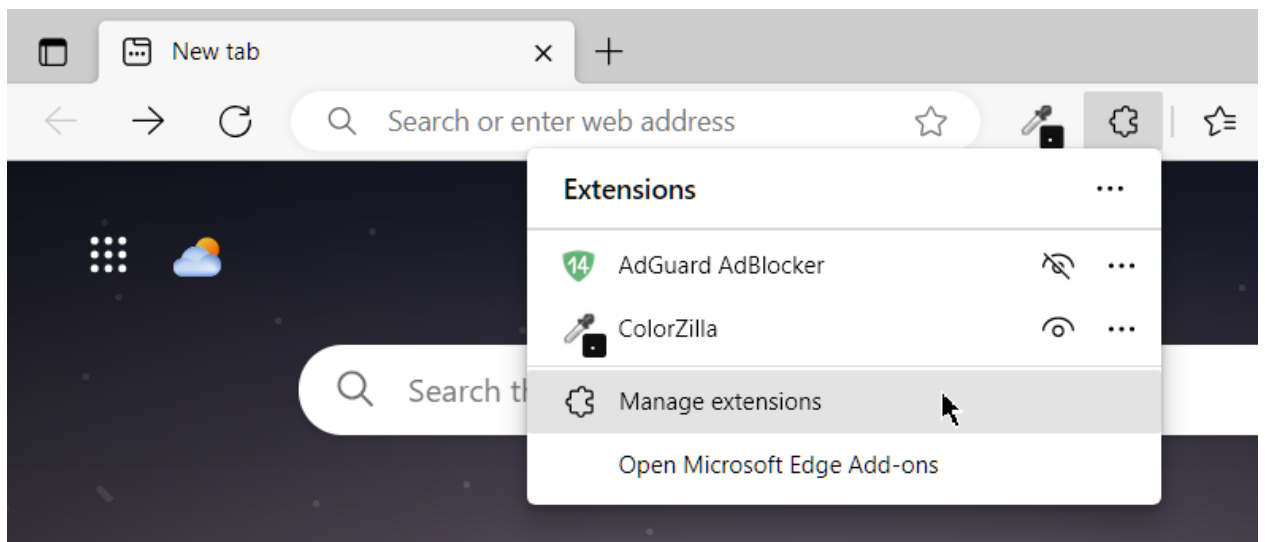 New tab
Search or enter web address
Extensions
14 AdGuard AdBlocker
ColorZilla
Search th
Manage extensions
Open Microsoft Edge Add-ons